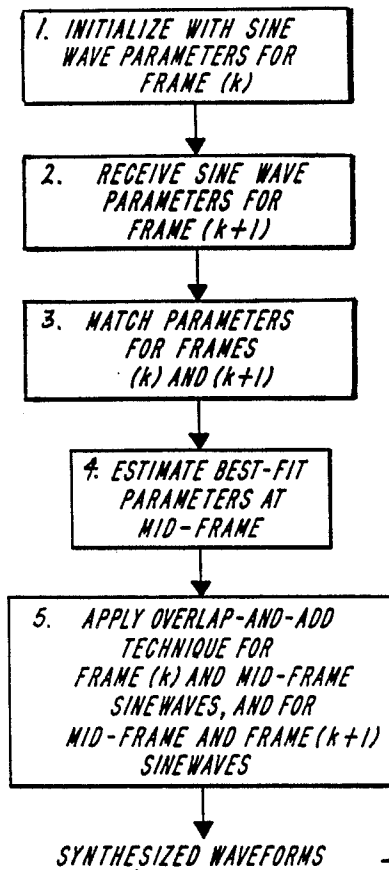 1. INITIALIZE WITH SINE
WAVE PARAMETERS FOR
FRAME (k)
2. RECEIVE SINE WAVE
PARAMETERS FOR
FRAME (k+1)
3. MATCH PARAMETERS
FOR FRAMES
(k) AND (k+1)
4. ESTIMATE BEST-FIT
PARAMETERS AT
MID-FRAME
5. APPLY OVERLAP-AND-ADD
TECHNIQUE FOR
FRAME (k) AND MID-FRAME
SINEWAVES, AND FOR
MID-FRAME AND FRAME (k+1)
SINEWAVES
SYNTHESIZED WAVEFORMS